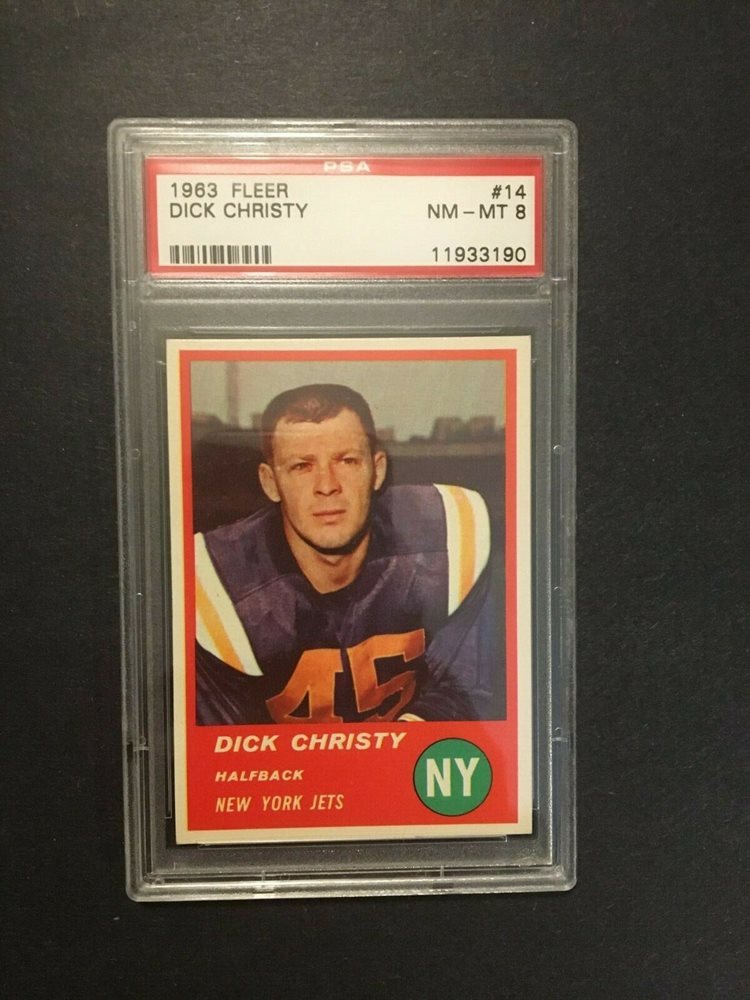 PSA
1963 FLEER #14
DICK CHRISTY NM-MT 8
11933190
45
DICK CHRISTY
HALFBACK
NEW YORK JETS
NY